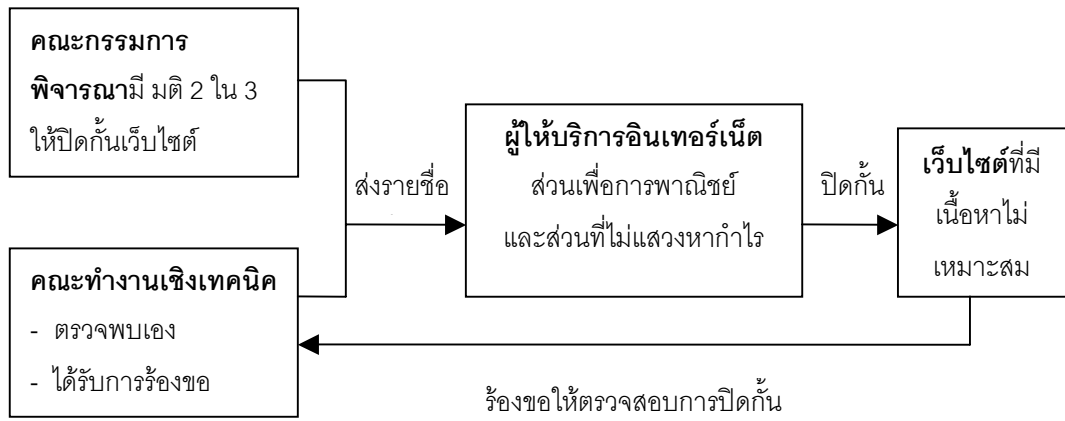 คณะกรรมการ
พิจารณามี มติ 2 ใน 3
ให้ปิดกั้นเว็บไซต์
ส่งรายชื่อ
ผู้ให้บริการอินเทอร์เน็ต
ส่วนเพื่อการพาณิชย์
และส่วนที่ไม่แสวงหากำไร
ปิดกั้น
เว็บไซต์ที่มี
เนื้อหาไม่
เหมาะสม
คณะทำงานเชิงเทคนิค
- ตรวจพบเอง
- ได้รับการร้องขอ
ร้องขอให้ตรวจสอบการปิดกั้น